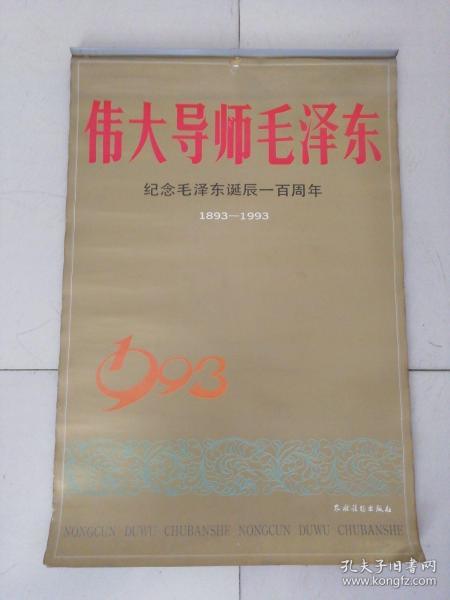 伟大导师毛泽东
纪念毛泽东诞辰一百周年
1893—1993
1993
农村读物出版社
NONGCUN DUWU CHUBANSHE NONGCUN DUWU CHUBANSHE
孔夫子旧书网
www.kongfz.com